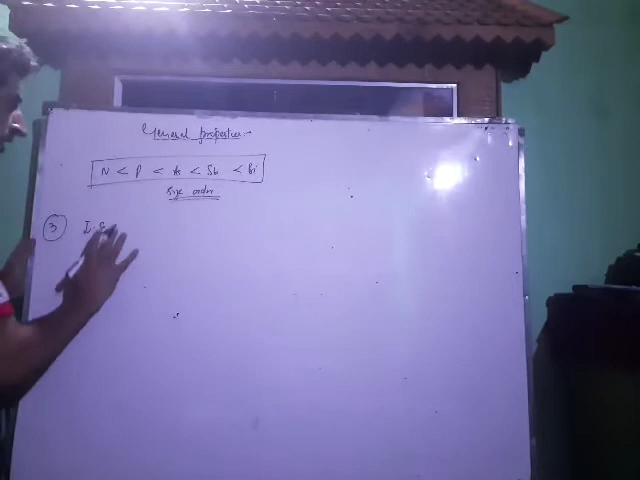 General properties:-
N < P < As < Sb < Bi
Size order
3 I.E